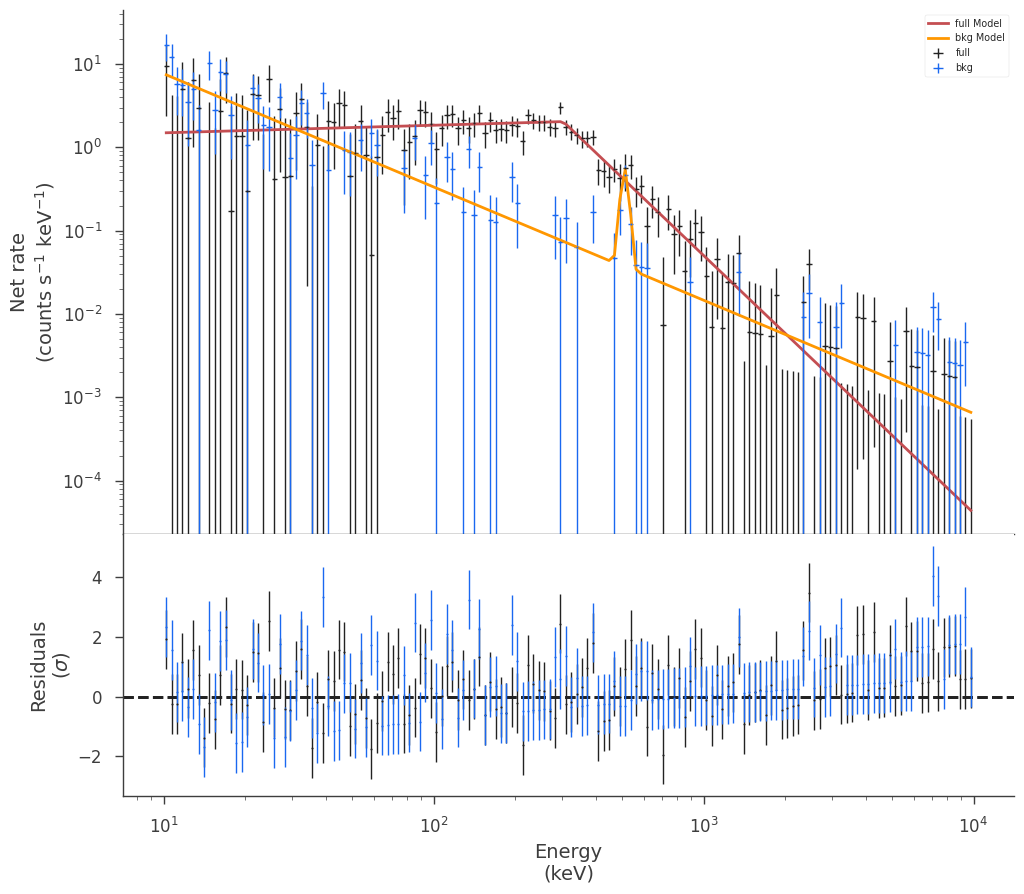 full Model
bkg Model
full
bkg
10¹
10⁰
10⁻¹
10⁻²
10⁻³
10⁻⁴
Net rate
(counts s⁻¹ keV⁻¹)
4
2
0
−2
Residuals
(σ)
10¹
10²
10³
10⁴
Energy
(keV)